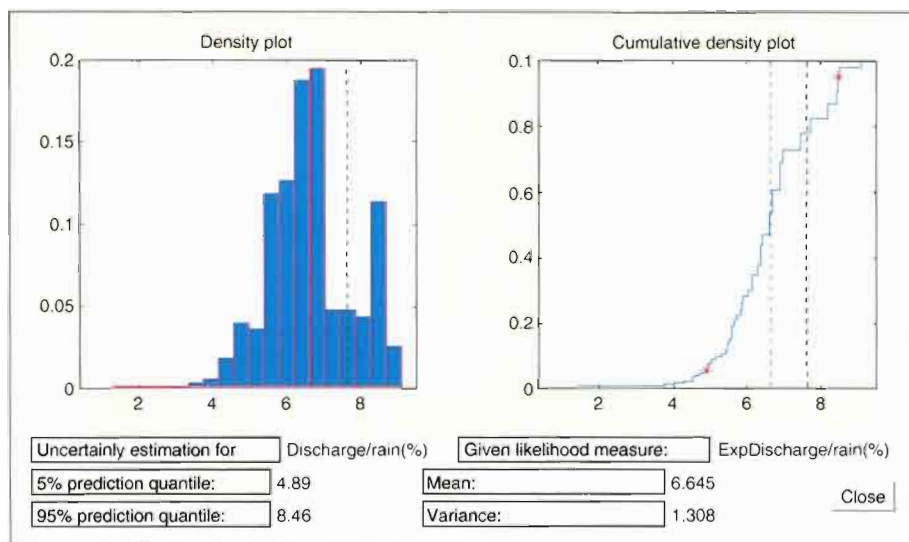 Density plot
0.2
0.15
0.1
0.05
0
2 4 6 8
Cumulative density plot
0.1
0.8
0.6
0.4
0.2
0
2 4 6 8
Uncertainly estimation for Discharge/rain(%)
Given likelihood measure: ExpDischarge/rain(%)
5% prediction quantile: 4.89
Mean: 6.645
95% prediction quantile: 8.46
Variance: 1.308
Close